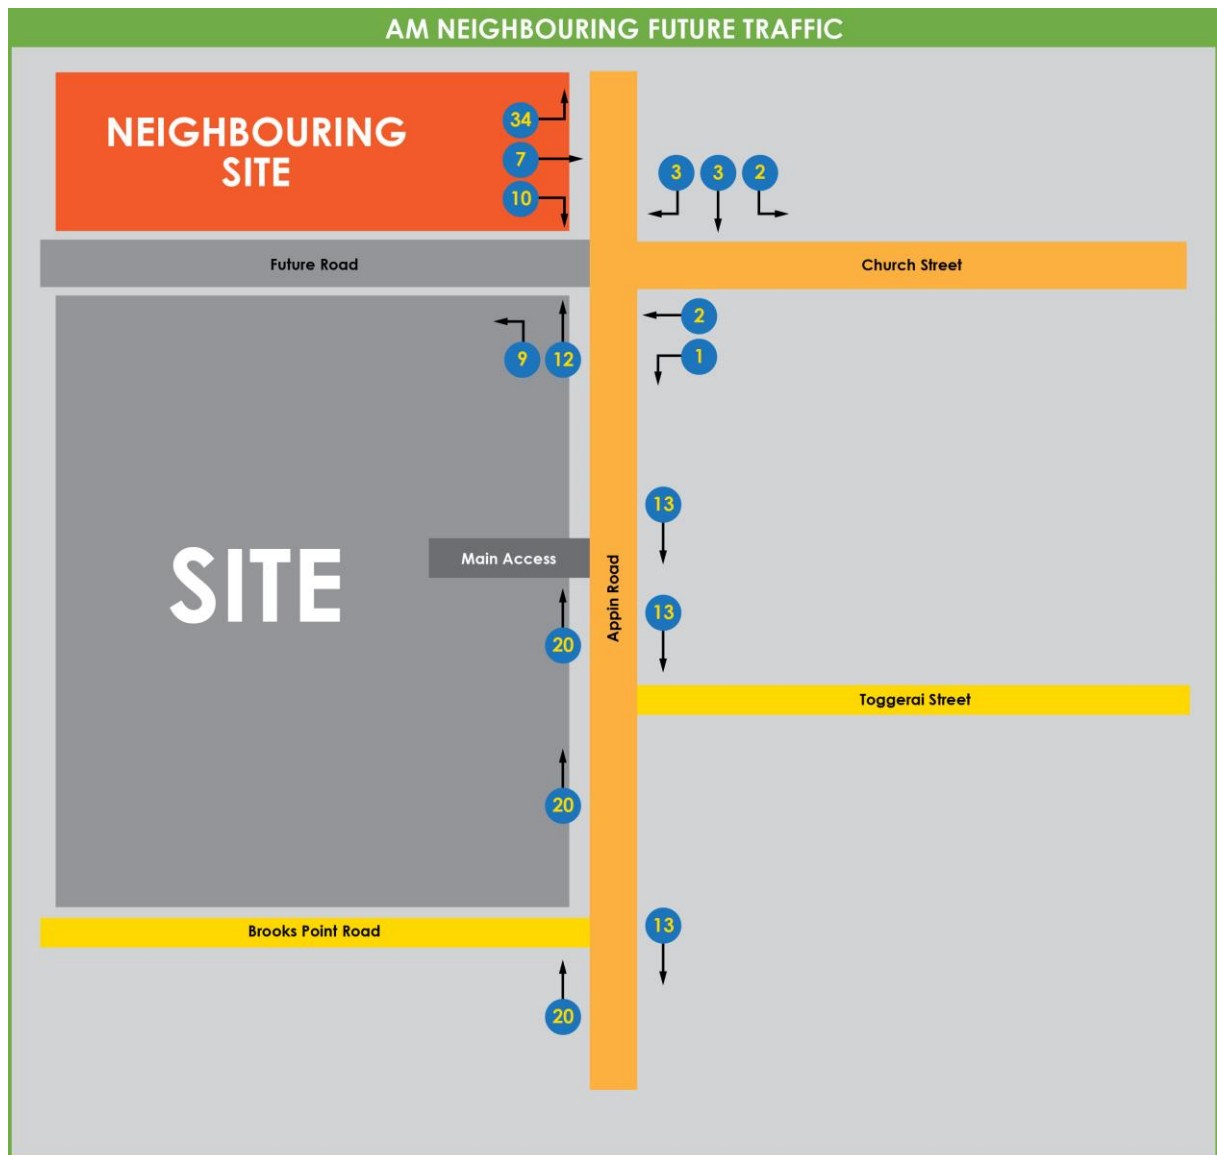 AM NEIGHBOURING FUTURE TRAFFIC
NEIGHBOURING
SITE
34
7
10
3 3 2
Future Road
Church Street
2
9 12
1
13
Main Access
SITE
Appin Road
13
20
Toggerai Street
20
Brooks Point Road
13
20